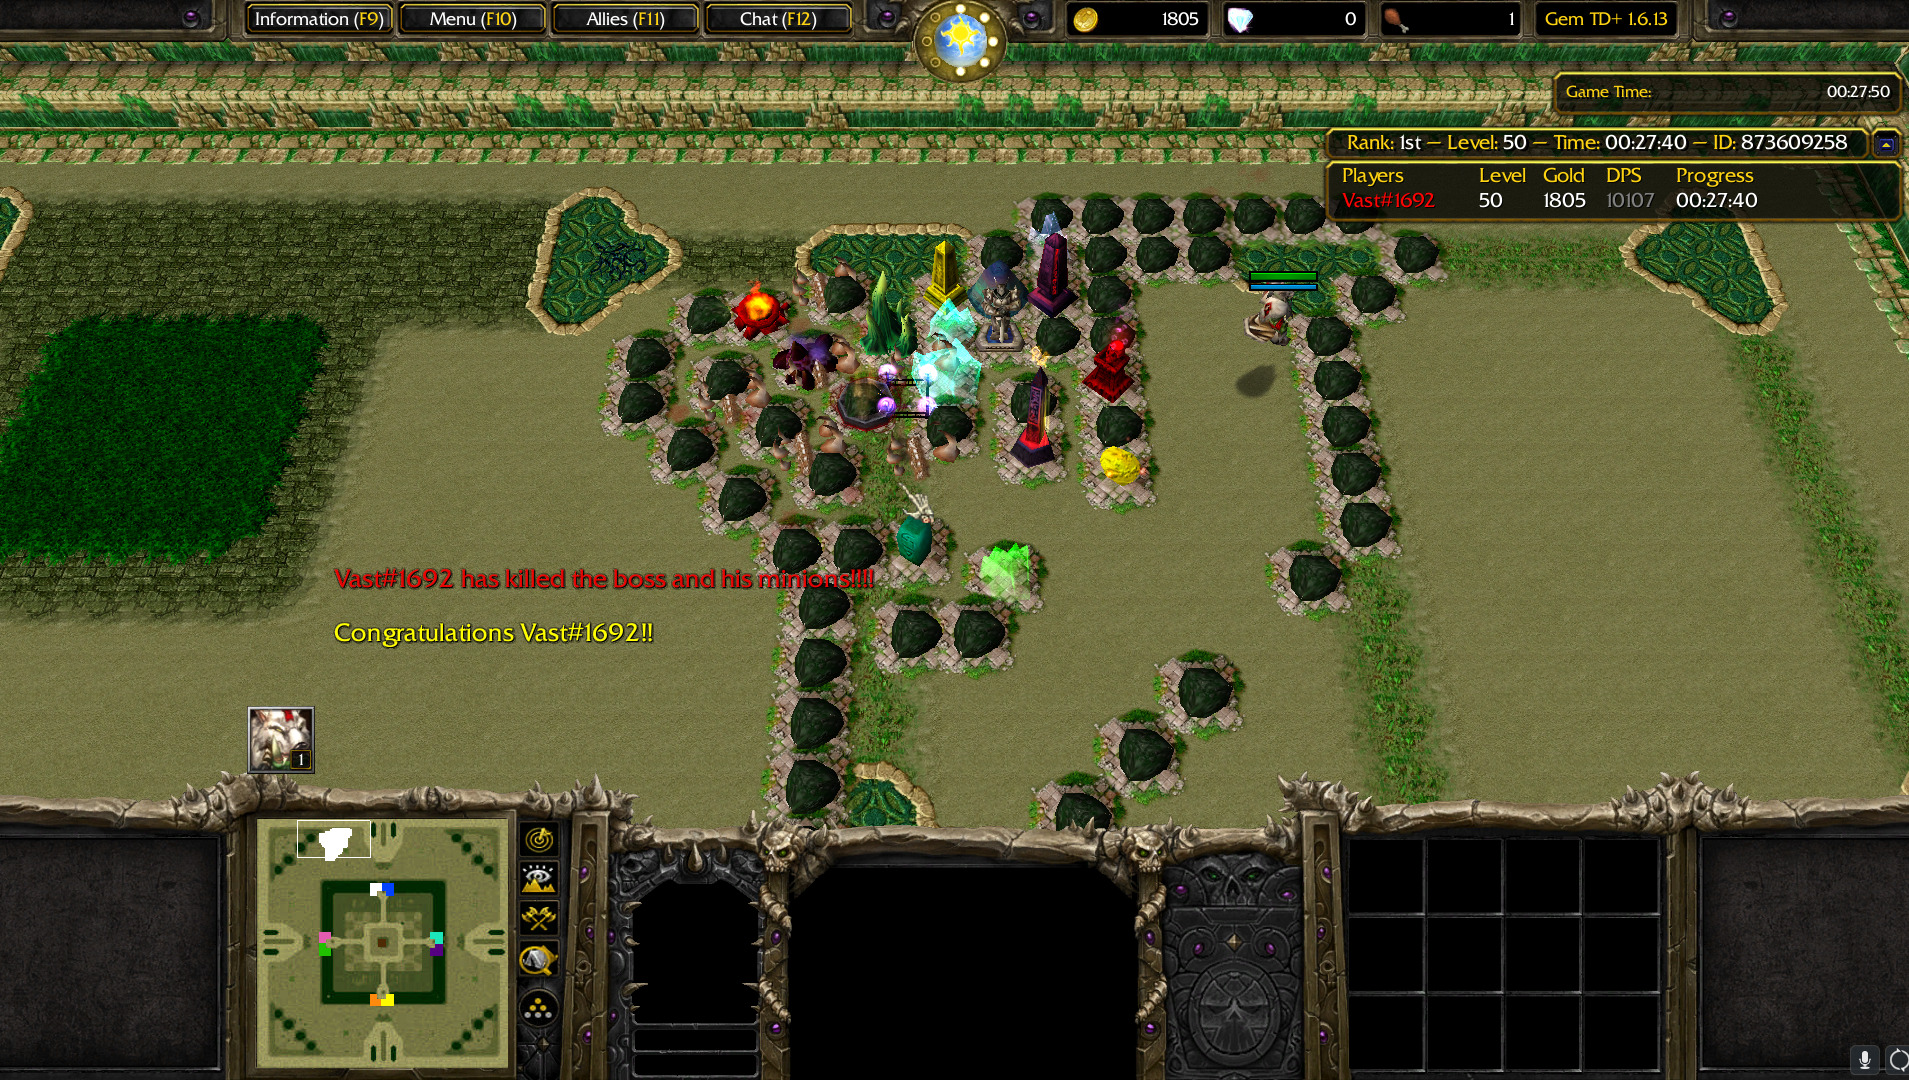 Information (F9)
Menu (F10)
Allies (F11)
Chat (F12)
1805
0
1
Gem TD+ 1.6.13
Game Time: 00:27:50
Rank: 1st — Level: 50 — Time: 00:27:40 — ID: 873609258
Players Level Gold DPS Progress
Vast#1692 50 1805 10107 00:27:40
Vast#1692 has killed the boss and his minions!!!!
Congratulations Vast#1692!!
1